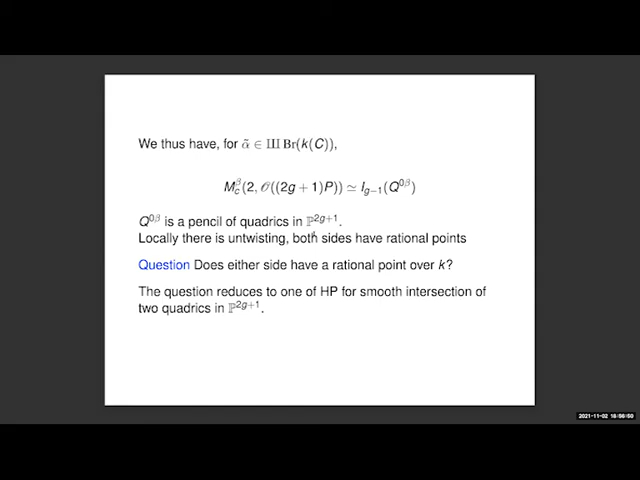 We thus have, for α̃ ∈ Ш Br(k(C)),
M_c^β(2, 𝒪((2g + 1)P)) ≃ I_{g−1}(Q^{0β})
Q^{0β} is a pencil of quadrics in ℙ^{2g+1}.
Locally there is untwisting, both sides have rational points
Question Does either side have a rational point over k?
The question reduces to one of HP for smooth intersection of
two quadrics in ℙ^{2g+1}.
2021-11-02 18:56:50